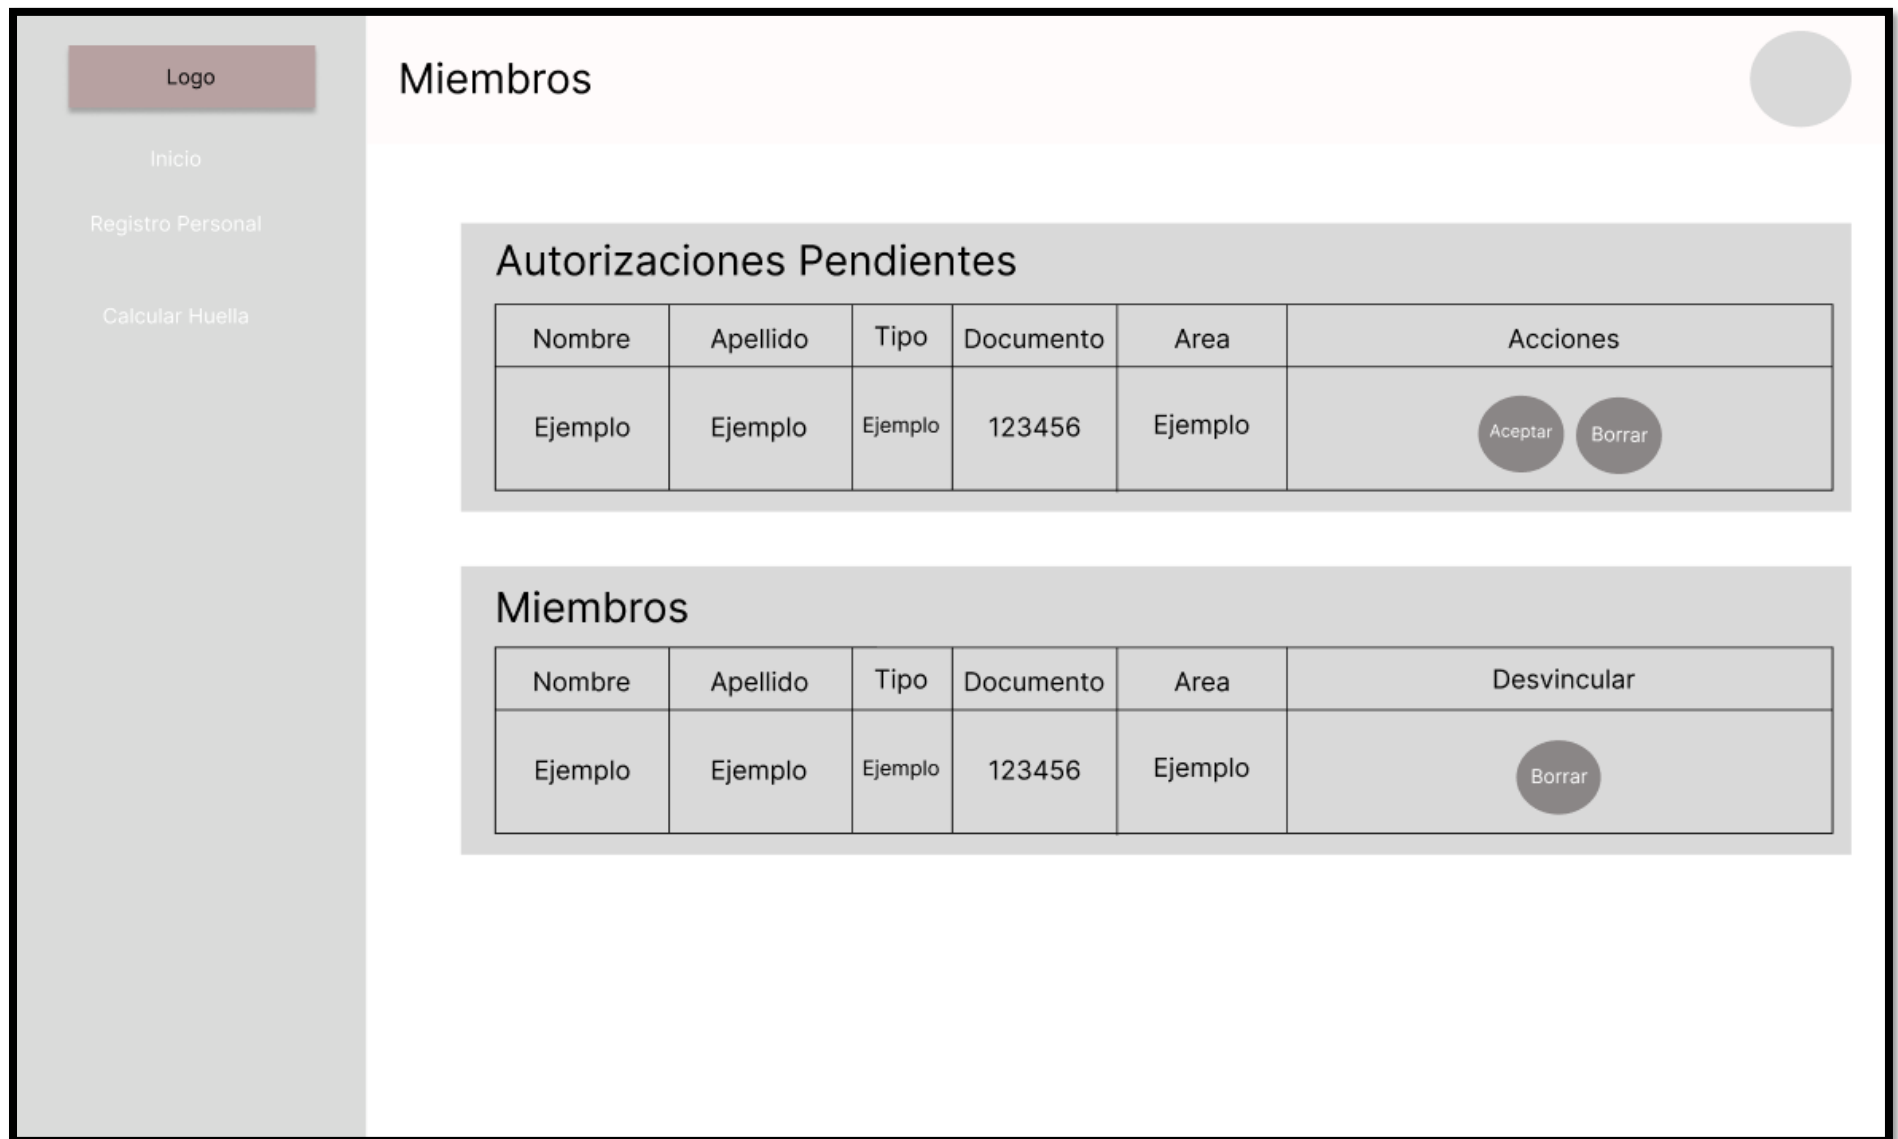 Logo
Miembros
Inicio
Registro Personal
Calcular Huella
Autorizaciones Pendientes
Nombre Apellido Tipo Documento Area Acciones
Ejemplo Ejemplo Ejemplo 123456 Ejemplo Aceptar Borrar
Miembros
Nombre Apellido Tipo Documento Area Desvincular
Ejemplo Ejemplo Ejemplo 123456 Ejemplo Borrar